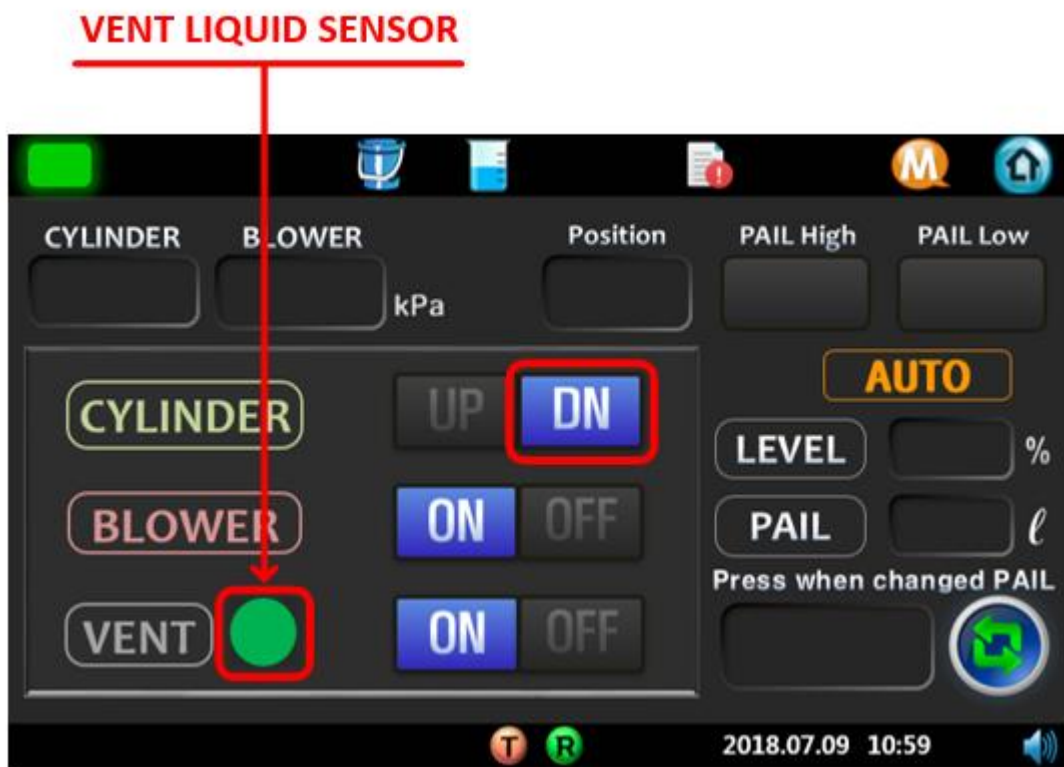 VENT LIQUID SENSOR
M
CYLINDER BLOWER Position PAIL High PAIL Low
kPa
AUTO
CYLINDER UP DN
LEVEL %
BLOWER ON OFF
PAIL ℓ
Press when changed PAIL
VENT ON OFF
T R 2018.07.09 10:59